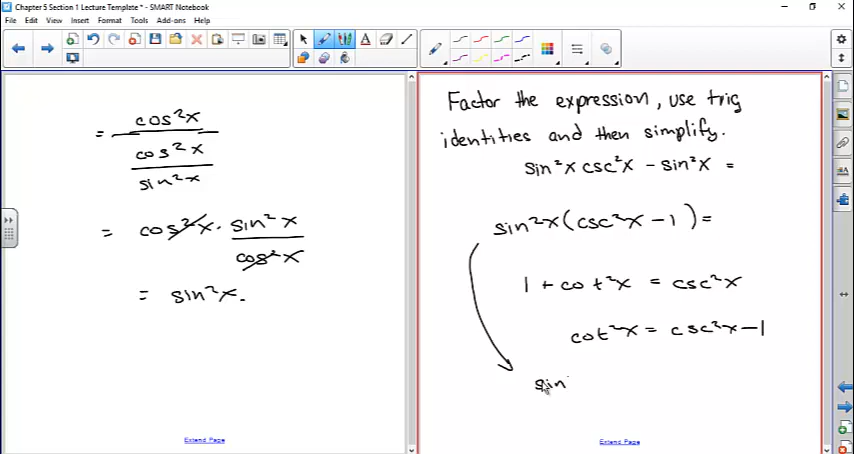 Chapter 5 Section 1 Lecture Template * - SMART Notebook
File Edit View Insert Format Tools Add-ons Help
= cos²x / (cos²x / sin²x)
= cos²x · sin²x / cos²x
= sin²x.
Extend Page
Factor the expression, use trig
identities and then simplify.
sin²x csc²x - sin²x =
sin²x(csc²x - 1) =
1 + cot²x = csc²x
cot²x = csc²x - 1
sin
Extend Page